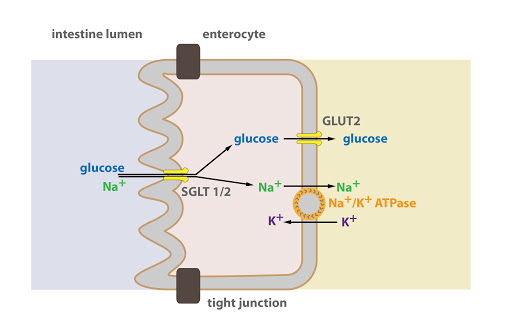 intestine lumen
enterocyte
GLUT2
glucose
glucose
glucose
Na+
SGLT 1/2
Na+
Na+
Na+/K+ ATPase
K+
K+
tight junction